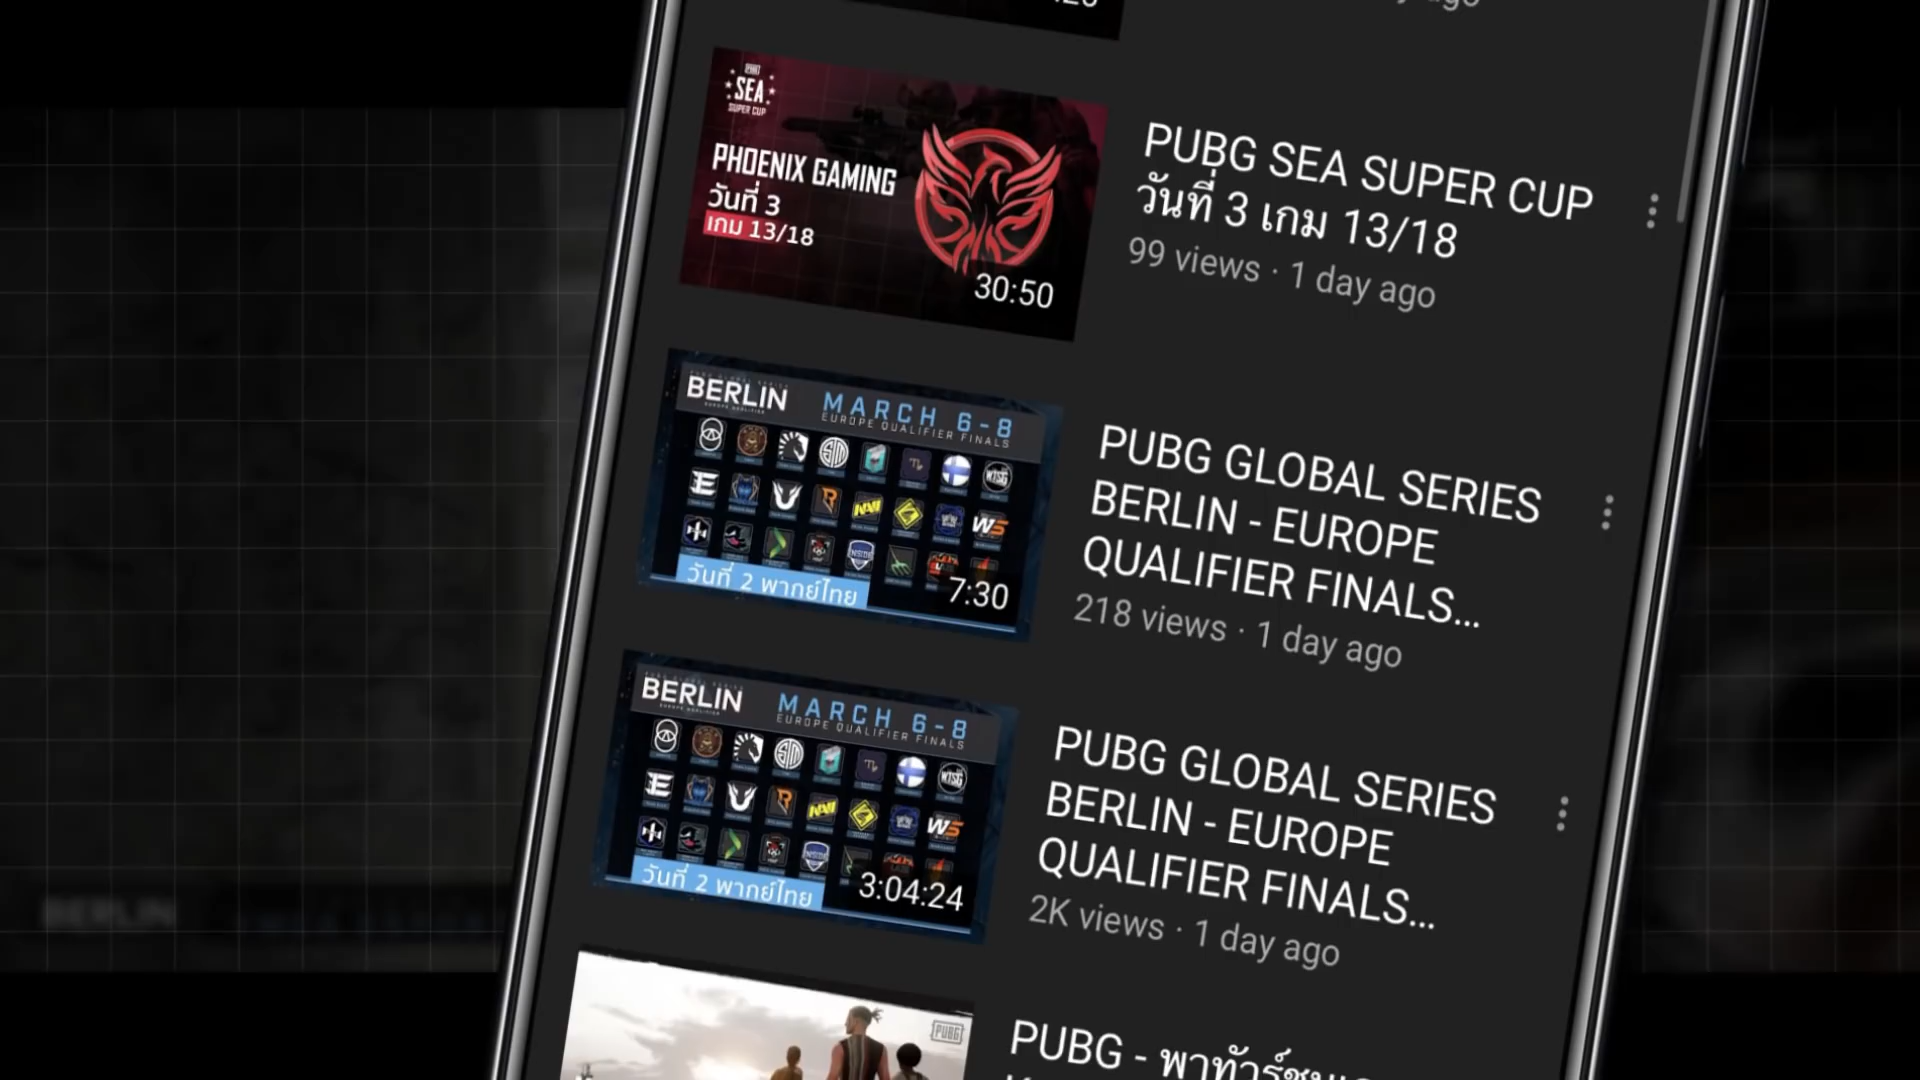 PUBG
SEA
SUPER CUP
PHOENIX GAMING
วันที่ 3
เกม 13/18
30:50
PUBG SEA SUPER CUP
วันที่ 3 เกม 13/18
99 views · 1 day ago
BERLIN
MARCH 6-8
EUROPE QUALIFIER FINALS
วันที่ 2 พากย์ไทย
7:30
PUBG GLOBAL SERIES
BERLIN - EUROPE
QUALIFIER FINALS...
218 views · 1 day ago
BERLIN
EUROPE QUALIFIER
MARCH 6-8
EUROPE QUALIFIER FINALS
วันที่ 2 พากย์ไทย
3:04:24
PUBG GLOBAL SERIES
BERLIN - EUROPE
QUALIFIER FINALS...
2K views · 1 day ago
PUBG
PUBG -
BERLIN